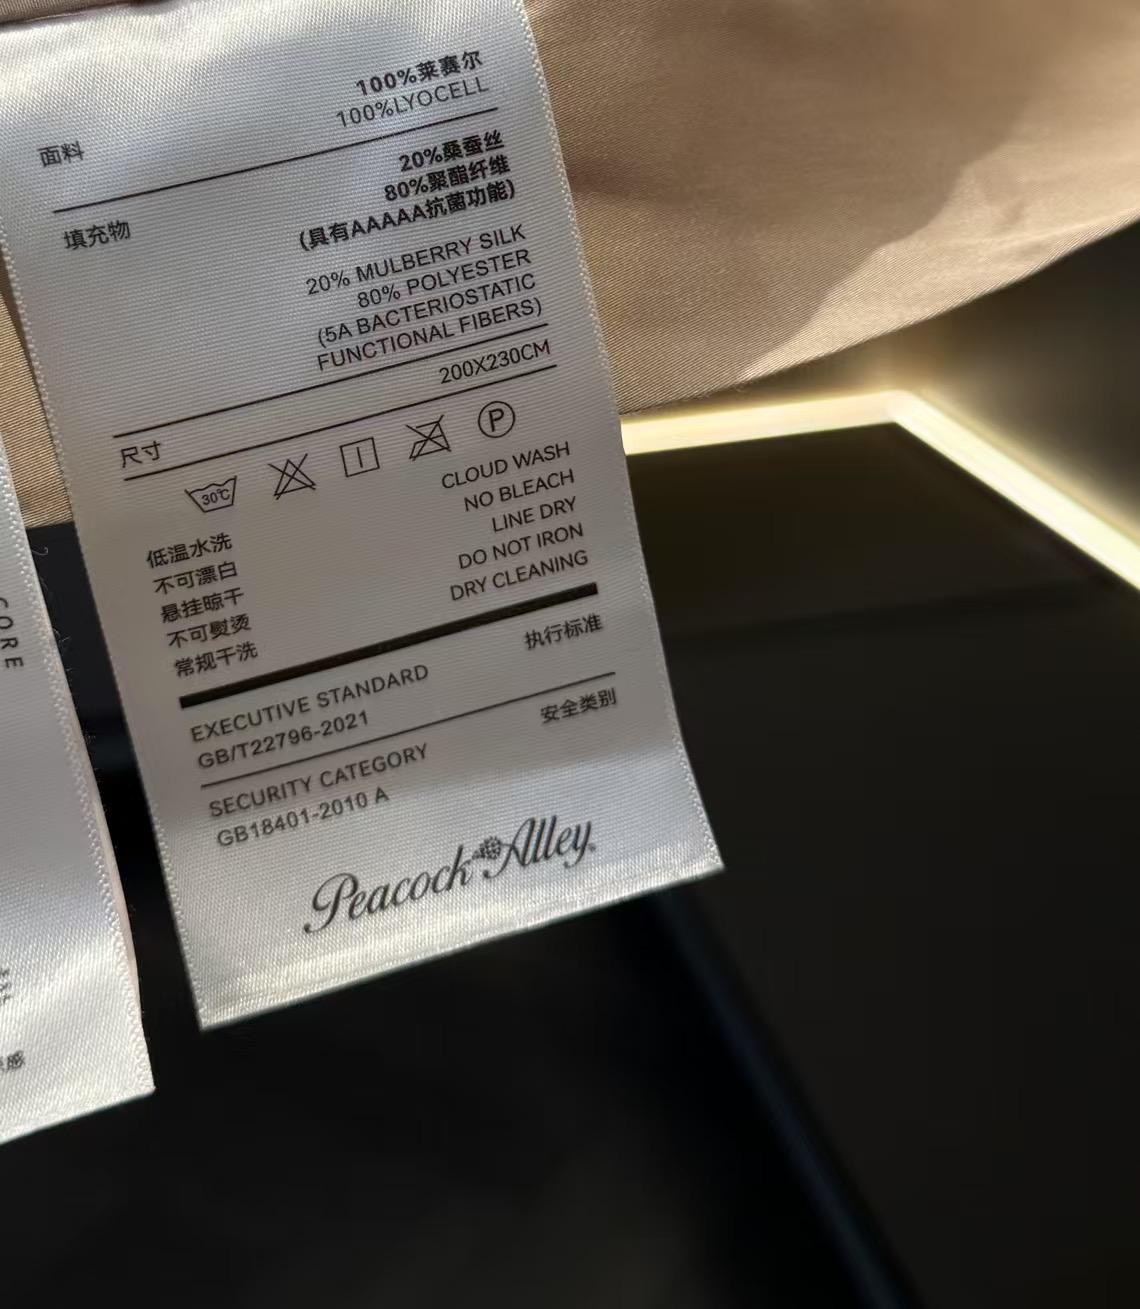 面料
100%莱赛尔
100%LYOCELL
填充物
20%桑蚕丝
80%聚酯纤维
(具有AAAAA抗菌功能)
20% MULBERRY SILK
80% POLYESTER
(5A BACTERIOSTATIC
FUNCTIONAL FIBERS)
尺寸
200X230CM
30℃
P
低温水洗
不可漂白
悬挂晾干
不可熨烫
常规干洗
CLOUD WASH
NO BLEACH
LINE DRY
DO NOT IRON
DRY CLEANING
执行标准
EXECUTIVE STANDARD
GB/T22796-2021
安全类别
SECURITY CATEGORY
GB18401-2010 A
Peacock Alley
CORE
感